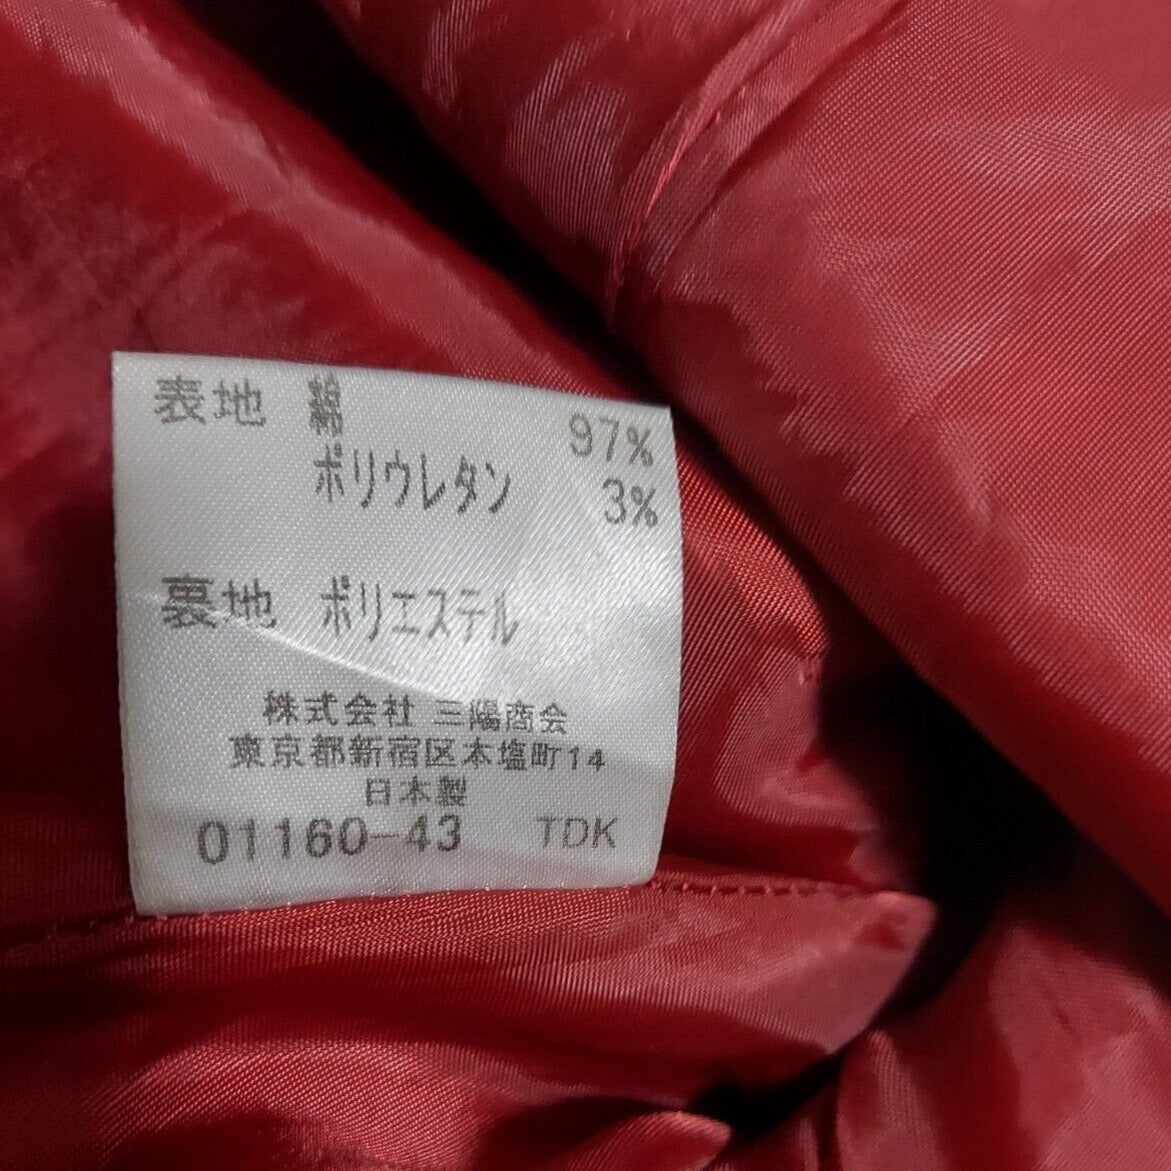 表地 綿 97%
ポリウレタン 3%
裏地 ポリエステル
株式会社 三陽商会
東京都新宿区本塩町14
日本製
01160-43 TDK